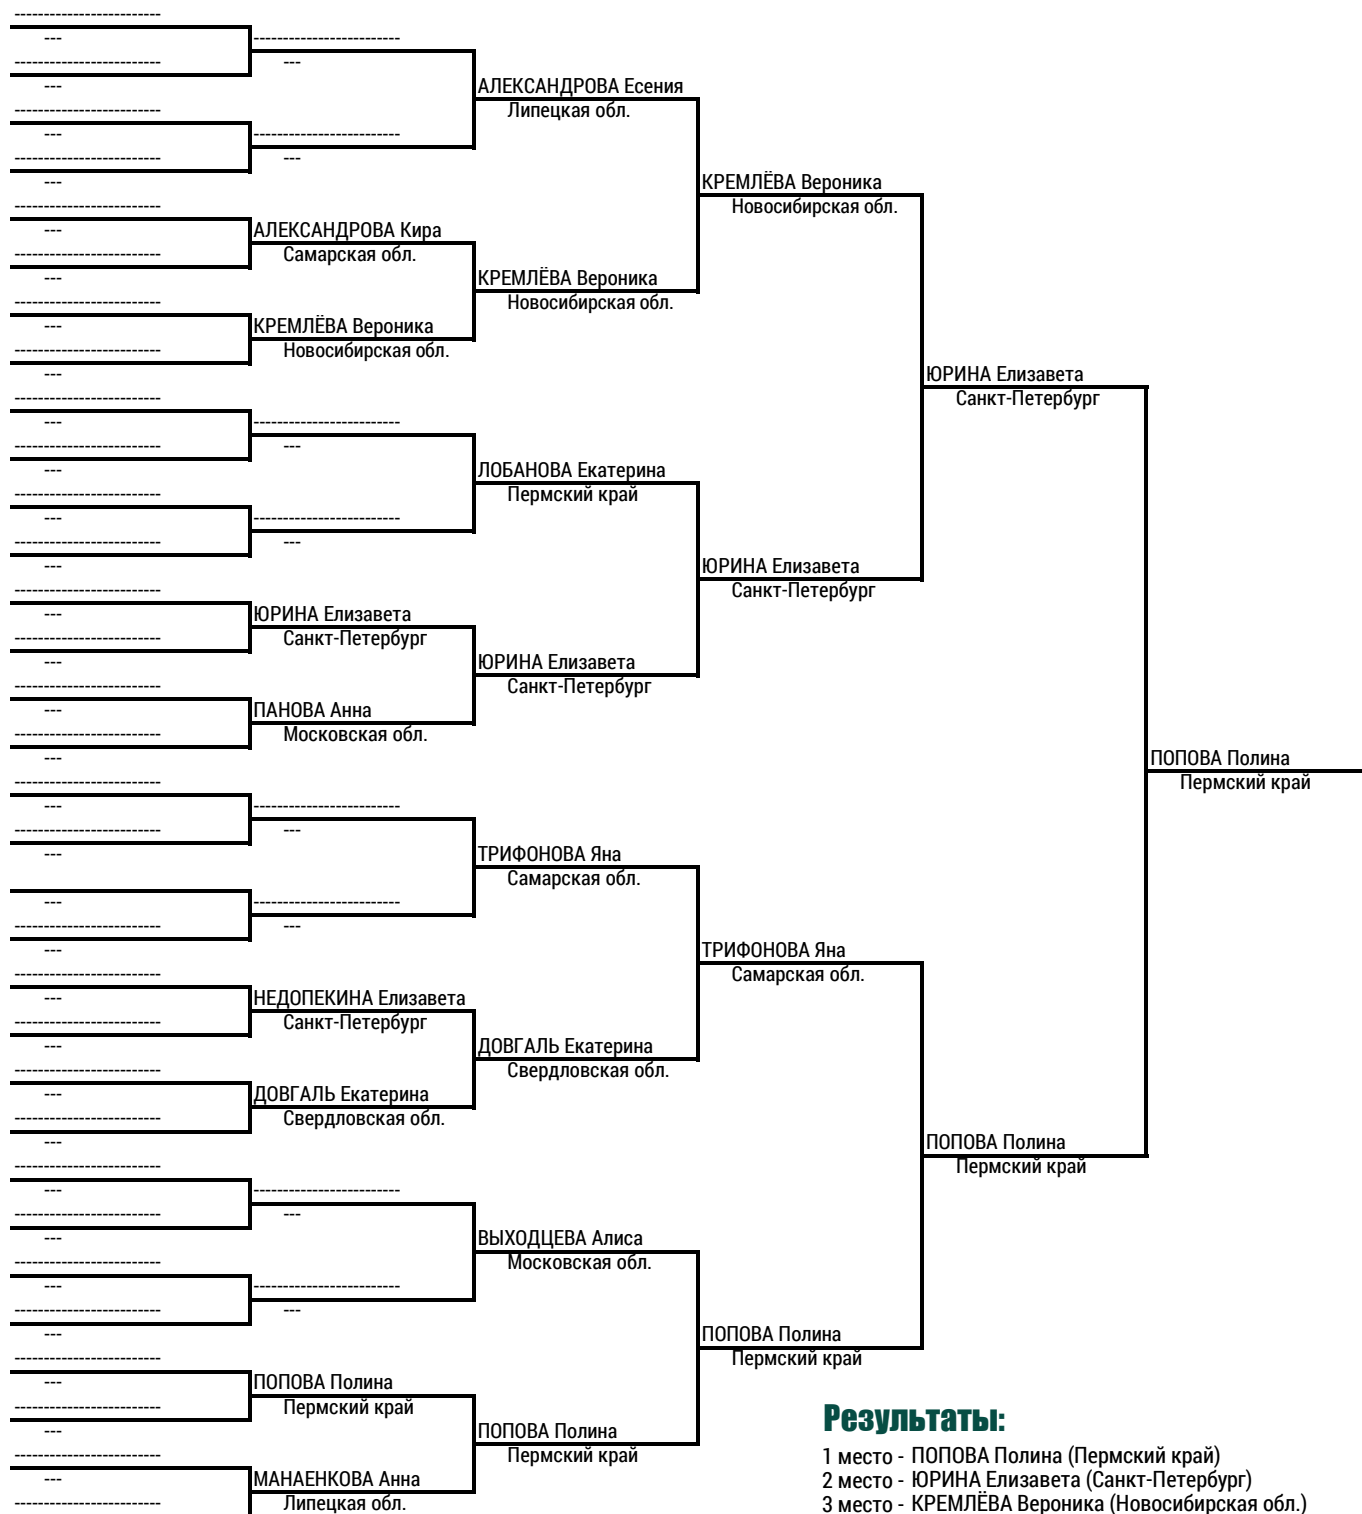 АЛЕКСАНДРОВА Есения
Липецкая обл.
КРЕМЛЁВА Вероника
Новосибирская обл.
АЛЕКСАНДРОВА Кира
Самарская обл.
КРЕМЛЁВА Вероника
Новосибирская обл.
КРЕМЛЁВА Вероника
Новосибирская обл.
ЮРИНА Елизавета
Санкт-Петербург
ЛОБАНОВА Екатерина
Пермский край
ЮРИНА Елизавета
Санкт-Петербург
ЮРИНА Елизавета
Санкт-Петербург
ЮРИНА Елизавета
Санкт-Петербург
ПАНОВА Анна
Московская обл.
ПОПОВА Полина
Пермский край
ТРИФОНОВА Яна
Самарская обл.
ТРИФОНОВА Яна
Самарская обл.
НЕДОПЕКИНА Елизавета
Санкт-Петербург
ДОВГАЛЬ Екатерина
Свердловская обл.
ДОВГАЛЬ Екатерина
Свердловская обл.
ПОПОВА Полина
Пермский край
ВЫХОДЦЕВА Алиса
Московская обл.
ПОПОВА Полина
Пермский край
ПОПОВА Полина
Пермский край
ПОПОВА Полина
Пермский край
МАНАЕНКОВА Анна
Липецкая обл.
Результаты:
1 место - ПОПОВА Полина (Пермский край)
2 место - ЮРИНА Елизавета (Санкт-Петербург)
3 место - КРЕМЛЁВА Вероника (Новосибирская обл.)